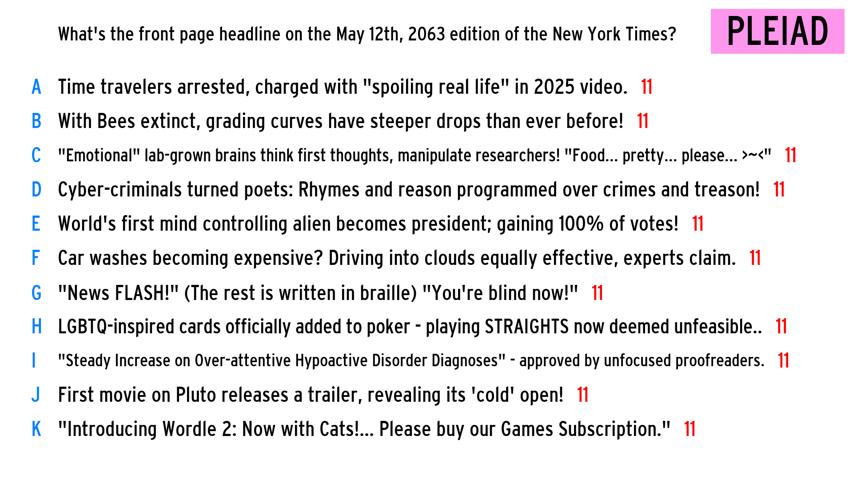 What's the front page headline on the May 12th, 2063 edition of the New York Times? PLEIAD
A Time travelers arrested, charged with "spoiling real life" in 2025 video. 11
B With Bees extinct, grading curves have steeper drops than ever before! 11
C "Emotional" lab-grown brains think first thoughts, manipulate researchers! "Food... pretty... please... >~<" 11
D Cyber-criminals turned poets: Rhymes and reason programmed over crimes and treason! 11
E World's first mind controlling alien becomes president; gaining 100% of votes! 11
F Car washes becoming expensive? Driving into clouds equally effective, experts claim. 11
G "News FLASH!" (The rest is written in braille) "You're blind now!" 11
H LGBTQ-inspired cards officially added to poker - playing STRAIGHTS now deemed unfeasible.. 11
I "Steady Increase on Over-attentive Hypoactive Disorder Diagnoses" - approved by unfocused proofreaders. 11
J First movie on Pluto releases a trailer, revealing its 'cold' open! 11
K "Introducing Wordle 2: Now with Cats!... Please buy our Games Subscription." 11